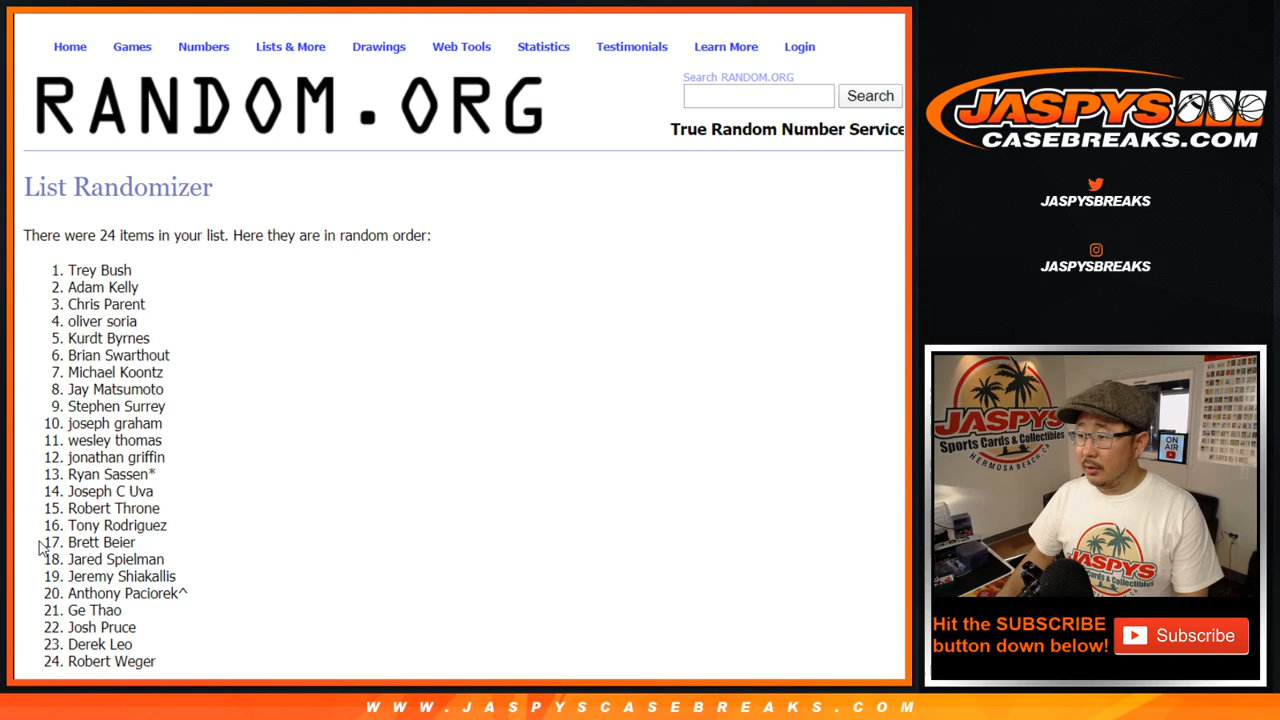 Home Games Numbers Lists & More Drawings Web Tools Statistics Testimonials Learn More Login
RANDOM.ORG
Search RANDOM.ORG
Search
True Random Number Service
List Randomizer
There were 24 items in your list. Here they are in random order:
1. Trey Bush
2. Adam Kelly
3. Chris Parent
4. oliver soria
5. Kurdt Byrnes
6. Brian Swarthout
7. Michael Koontz
8. Jay Matsumoto
9. Stephen Surrey
10. joseph graham
11. wesley thomas
12. jonathan griffin
13. Ryan Sassen*
14. Joseph C Uva
15. Robert Throne
16. Tony Rodriguez
17. Brett Beier
18. Jared Spielman
19. Jeremy Shiakallis
20. Anthony Paciorek^
21. Ge Thao
22. Josh Pruce
23. Derek Leo
24. Robert Weger
JASPYS
CASEBREAKS.COM
JASPYSBREAKS
JASPYSBREAKS
JASPYS
Sports Cards & Collectibles
HERMOSA BEACH, CA
ON
AIR
JASPYS
Hit the SUBSCRIBE
button down below!
Subscribe
WWW.JASPYSCASEBREAKS.COM